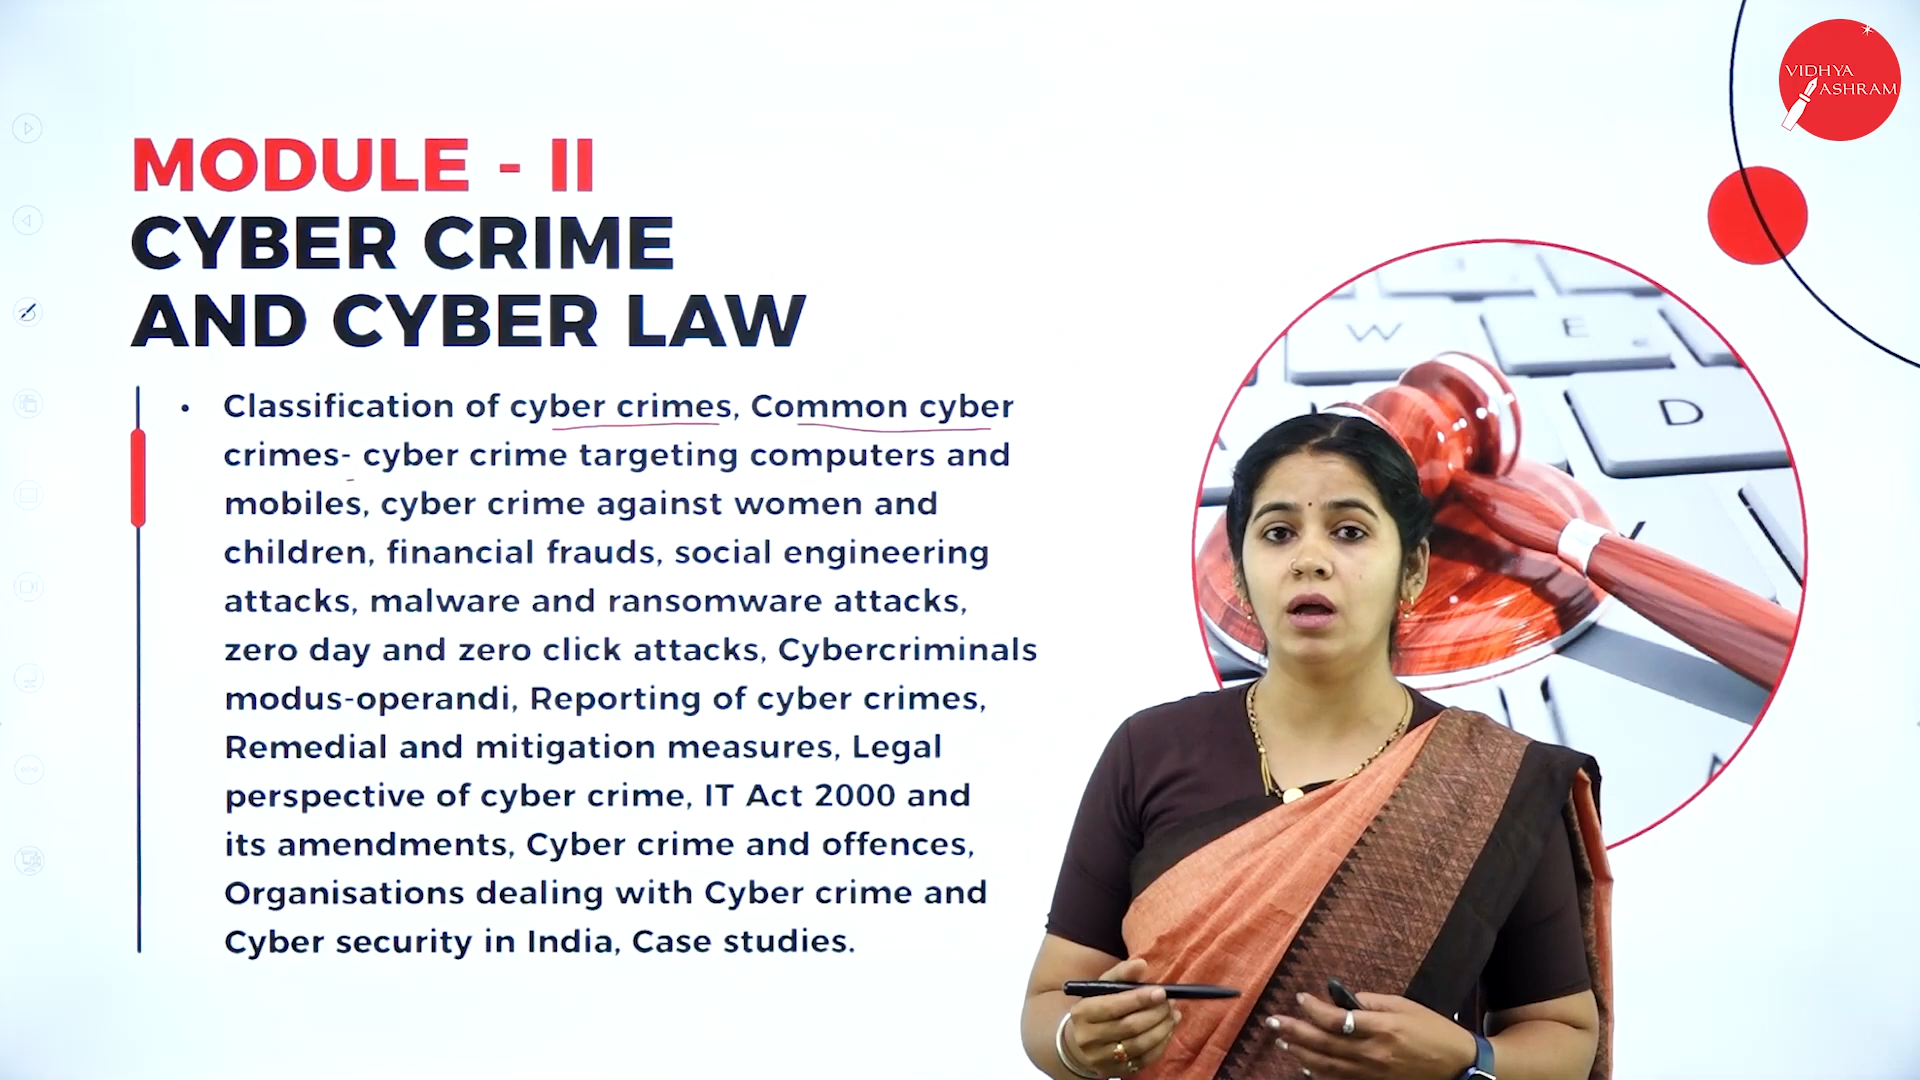 VIDHYA
ASHRAM
MODULE - II
CYBER CRIME
AND CYBER LAW
• Classification of cyber crimes, Common cyber
crimes- cyber crime targeting computers and
mobiles, cyber crime against women and
children, financial frauds, social engineering
attacks, malware and ransomware attacks,
zero day and zero click attacks, Cybercriminals
modus-operandi, Reporting of cyber crimes,
Remedial and mitigation measures, Legal
perspective of cyber crime, IT Act 2000 and
its amendments, Cyber crime and offences,
Organisations dealing with Cyber crime and
Cyber security in India, Case studies.
W E
D